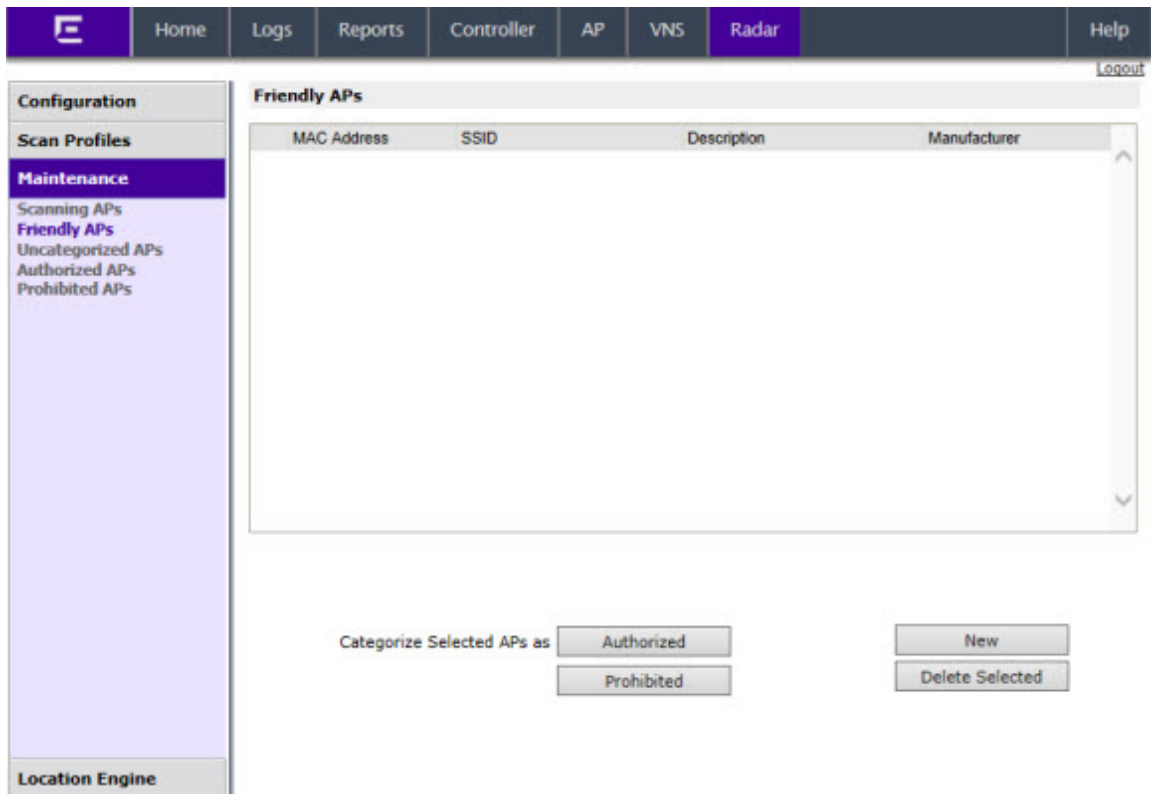 Home Logs Reports Controller AP VNS Radar Help
Logout
Configuration
Scan Profiles
Maintenance
Scanning APs
Friendly APs
Uncategorized APs
Authorized APs
Prohibited APs
Location Engine
Friendly APs
MAC Address SSID Description Manufacturer
Categorize Selected APs as Authorized New
Prohibited Delete Selected